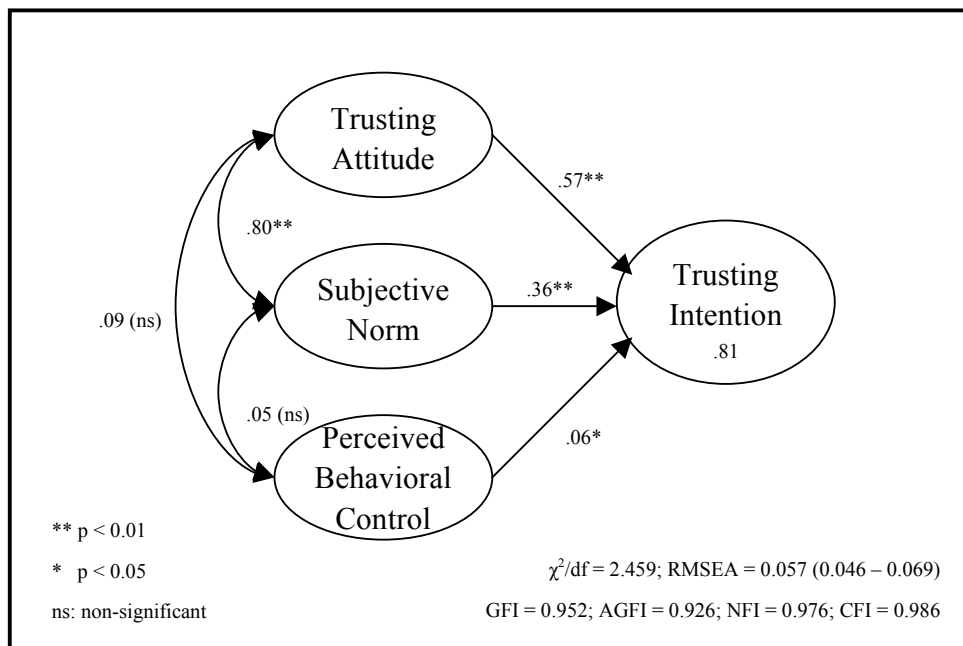 Trusting
Attitude
.57**
.80**
Subjective
Norm
.36**
Trusting
Intention
.81
.09 (ns)
.05 (ns)
Perceived
Behavioral
Control
.06*
** p < 0.01
* p < 0.05
ns: non-significant
χ²/df = 2.459; RMSEA = 0.057 (0.046 – 0.069)
GFI = 0.952; AGFI = 0.926; NFI = 0.976; CFI = 0.986